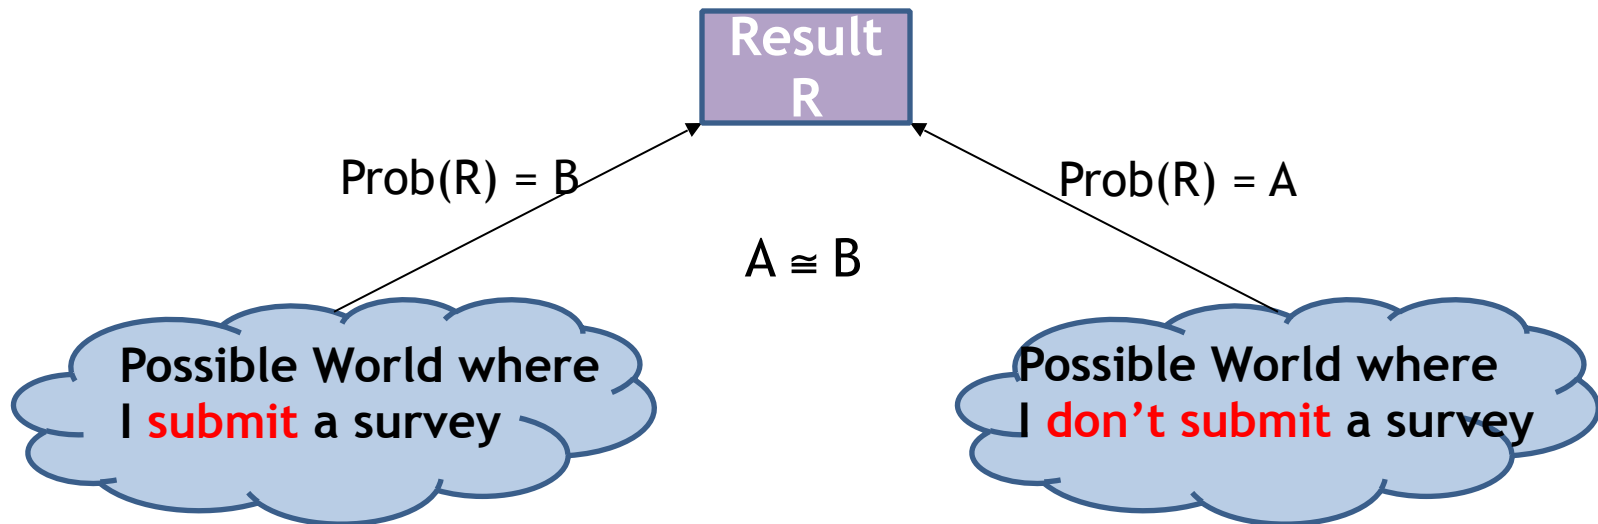 Result
R
Prob(R) = B
Prob(R) = A
A ≅ B
Possible World where
I submit a survey
Possible World where
I don’t submit a survey